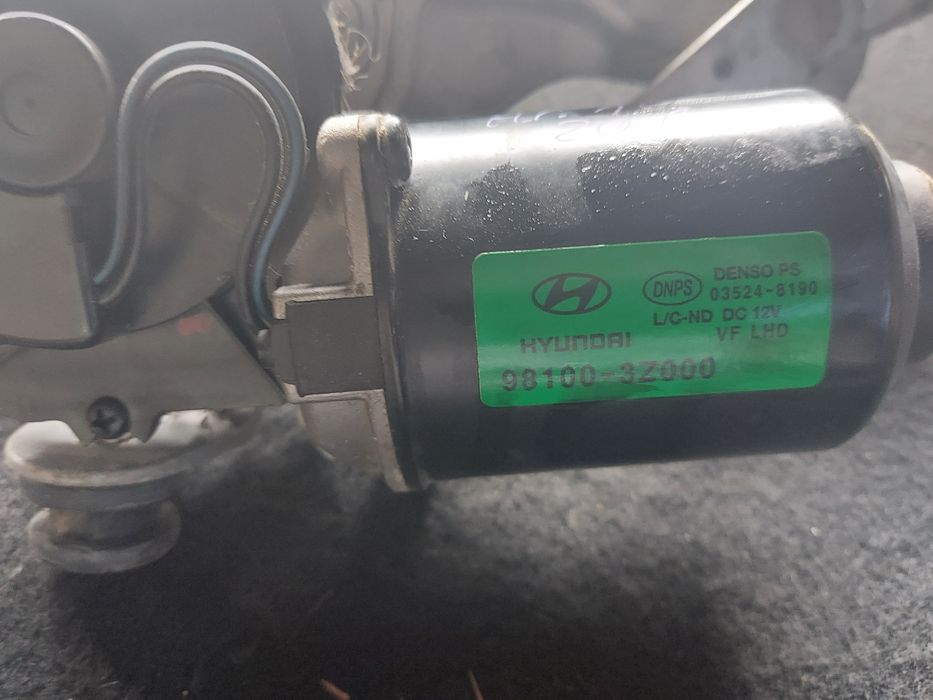 HYUNDAI
98100-3Z000
DNPS
DENSO PS
03524-8190
L/C-ND DC 12V
VF LHD